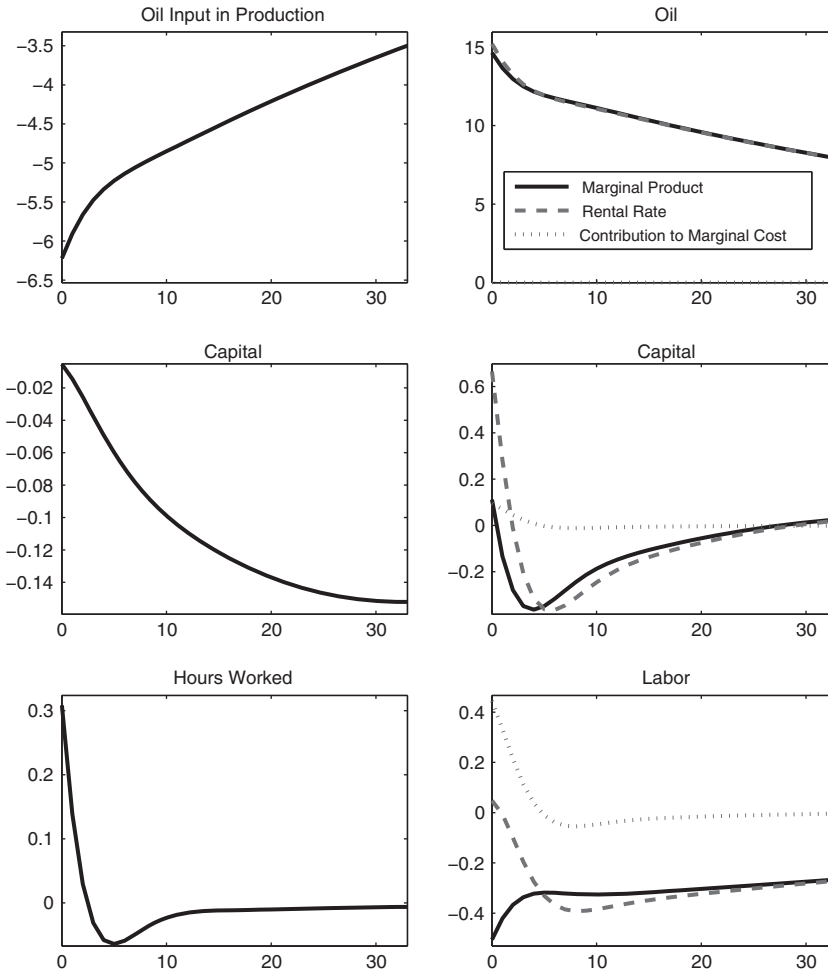 Oil Input in Production
−3.5
−4
−4.5
−5
−5.5
−6
−6.5
0 10 20 30
Oil
15
10
5
0
Marginal Product
Rental Rate
Contribution to Marginal Cost
0 10 20 30
Capital
−0.02
−0.04
−0.06
−0.08
−0.1
−0.12
−0.14
0 10 20 30
Capital
0.6
0.4
0.2
0
−0.2
0 10 20 30
Hours Worked
0.3
0.2
0.1
0
0 10 20 30
Labor
0.4
0.2
0
−0.2
−0.4
0 10 20 30